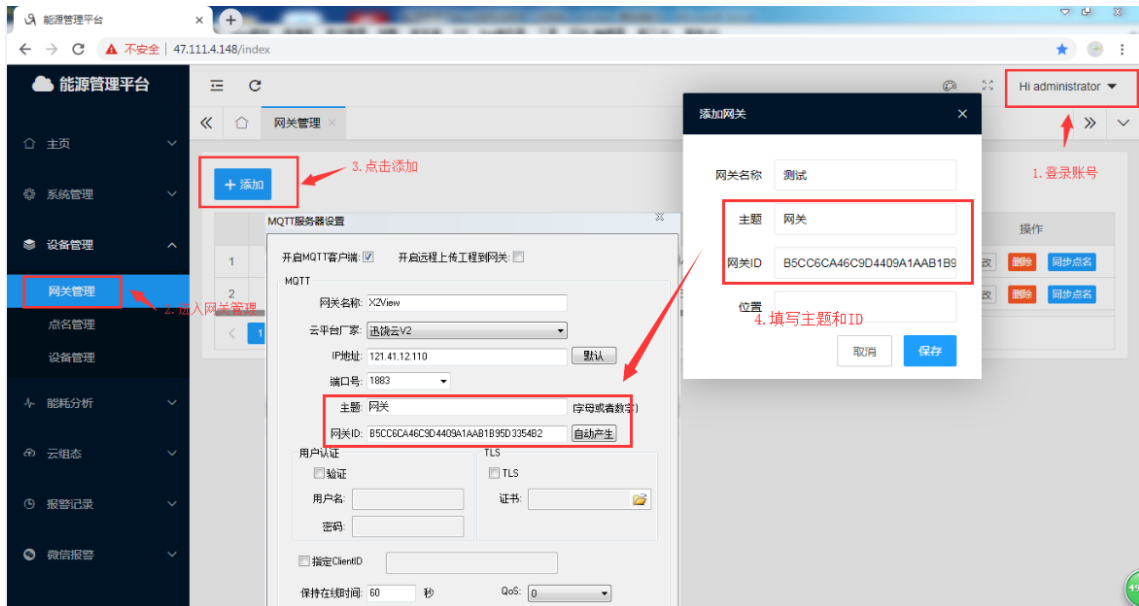 能源管理平台
不安全 | 47.111.4.148/index
能源管理平台
Hi administrator
主页
系统管理
设备管理
网关管理
点名管理
设备管理
能耗分析
云组态
报警记录
微信报警
网关管理
+ 添加
1.登录账号
2.进入网关管理
3.点击添加
操作
1
改 删除 同步点名
2
改 删除 同步点名
1
MQTT服务器设置
开启MQTT客户端: 开启远程上传工程到网关:
MQTT
网关名称: X2View
云平台厂家: 迅饶云V2
IP地址: 121.41.12.110 默认
端口号: 1883
主题: 网关 (字母或者数字)
网关ID: B5CC6CA46C9D4409A1AAB1B95D3354B2 自动产生
用户认证 TLS
验证 TLS
用户名: 证书:
密码:
指定ClientID
保持在线时间: 60 秒 QoS: 0
添加网关
网关名称 测试
主题 网关
网关ID B5CC6CA46C9D4409A1AAB1B9
位置
4.填写主题和ID
取消 保存